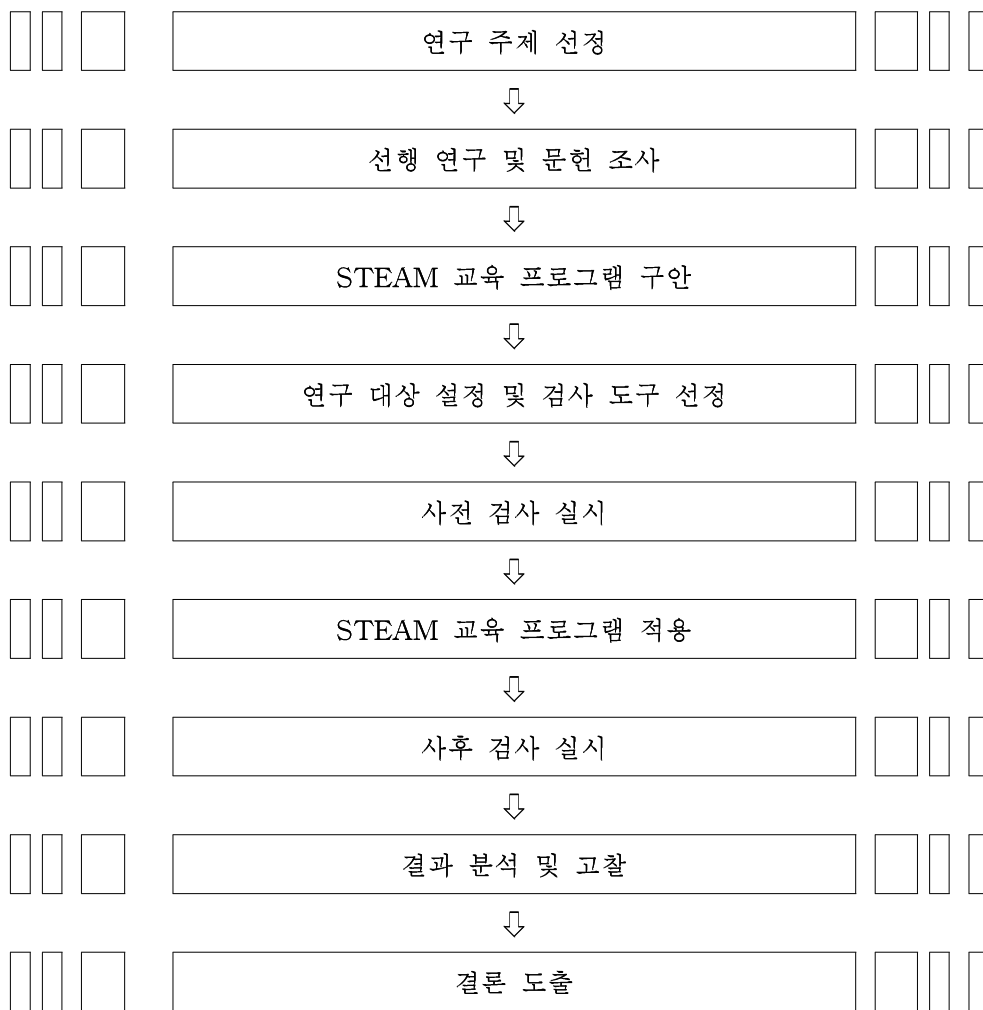 연구 주제 선정
선행 연구 및 문헌 조사
STEAM 교육 프로그램 구안
연구 대상 설정 및 검사 도구 선정
사전 검사 실시
STEAM 교육 프로그램 적용
사후 검사 실시
결과 분석 및 고찰
결론 도출